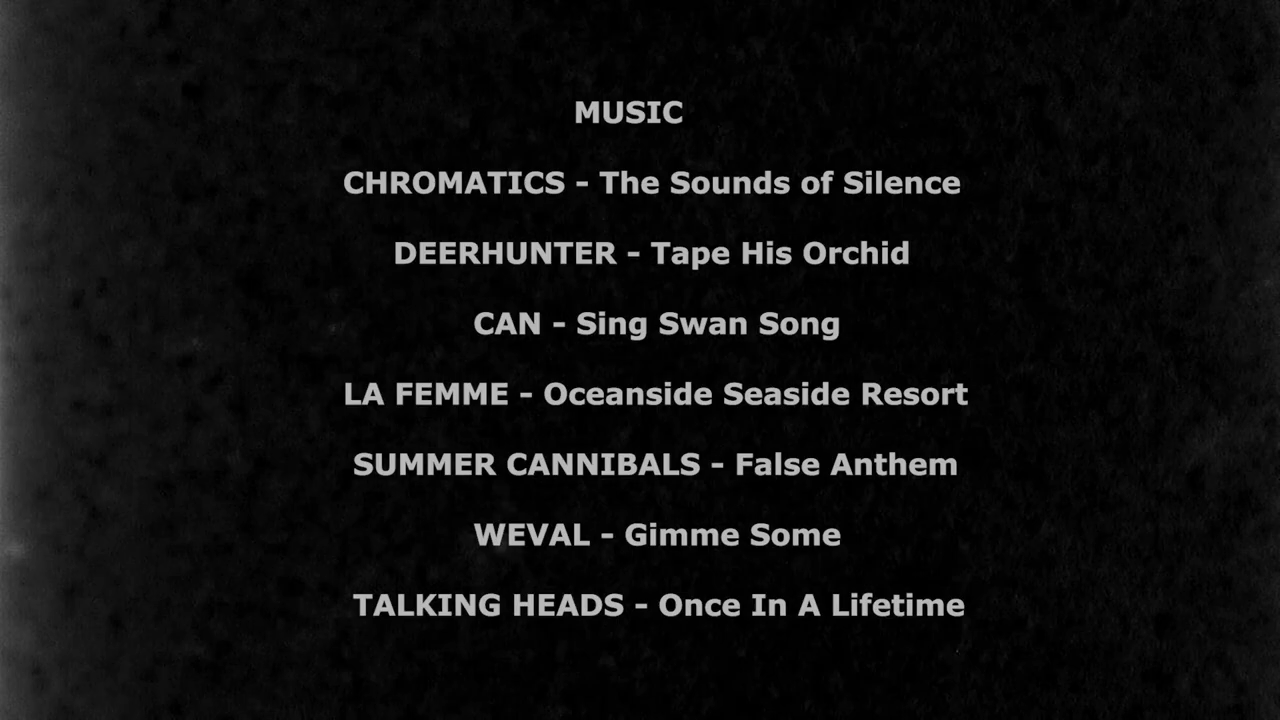 MUSIC
CHROMATICS - The Sounds of Silence
DEERHUNTER - Tape His Orchid
CAN - Sing Swan Song
LA FEMME - Oceanside Seaside Resort
SUMMER CANNIBALS - False Anthem
WEVAL - Gimme Some
TALKING HEADS - Once In A Lifetime